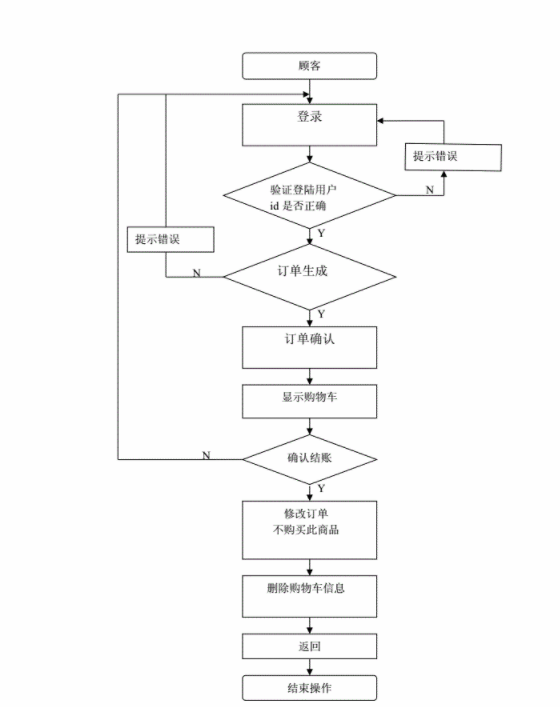 顾客
登录
提示错误
验证登陆用户
id 是否正确
N
Y
提示错误
订单生成
N
Y
订单确认
显示购物车
确认结账
N
Y
修改订单
不购买此商品
删除购物车信息
返回
结束操作